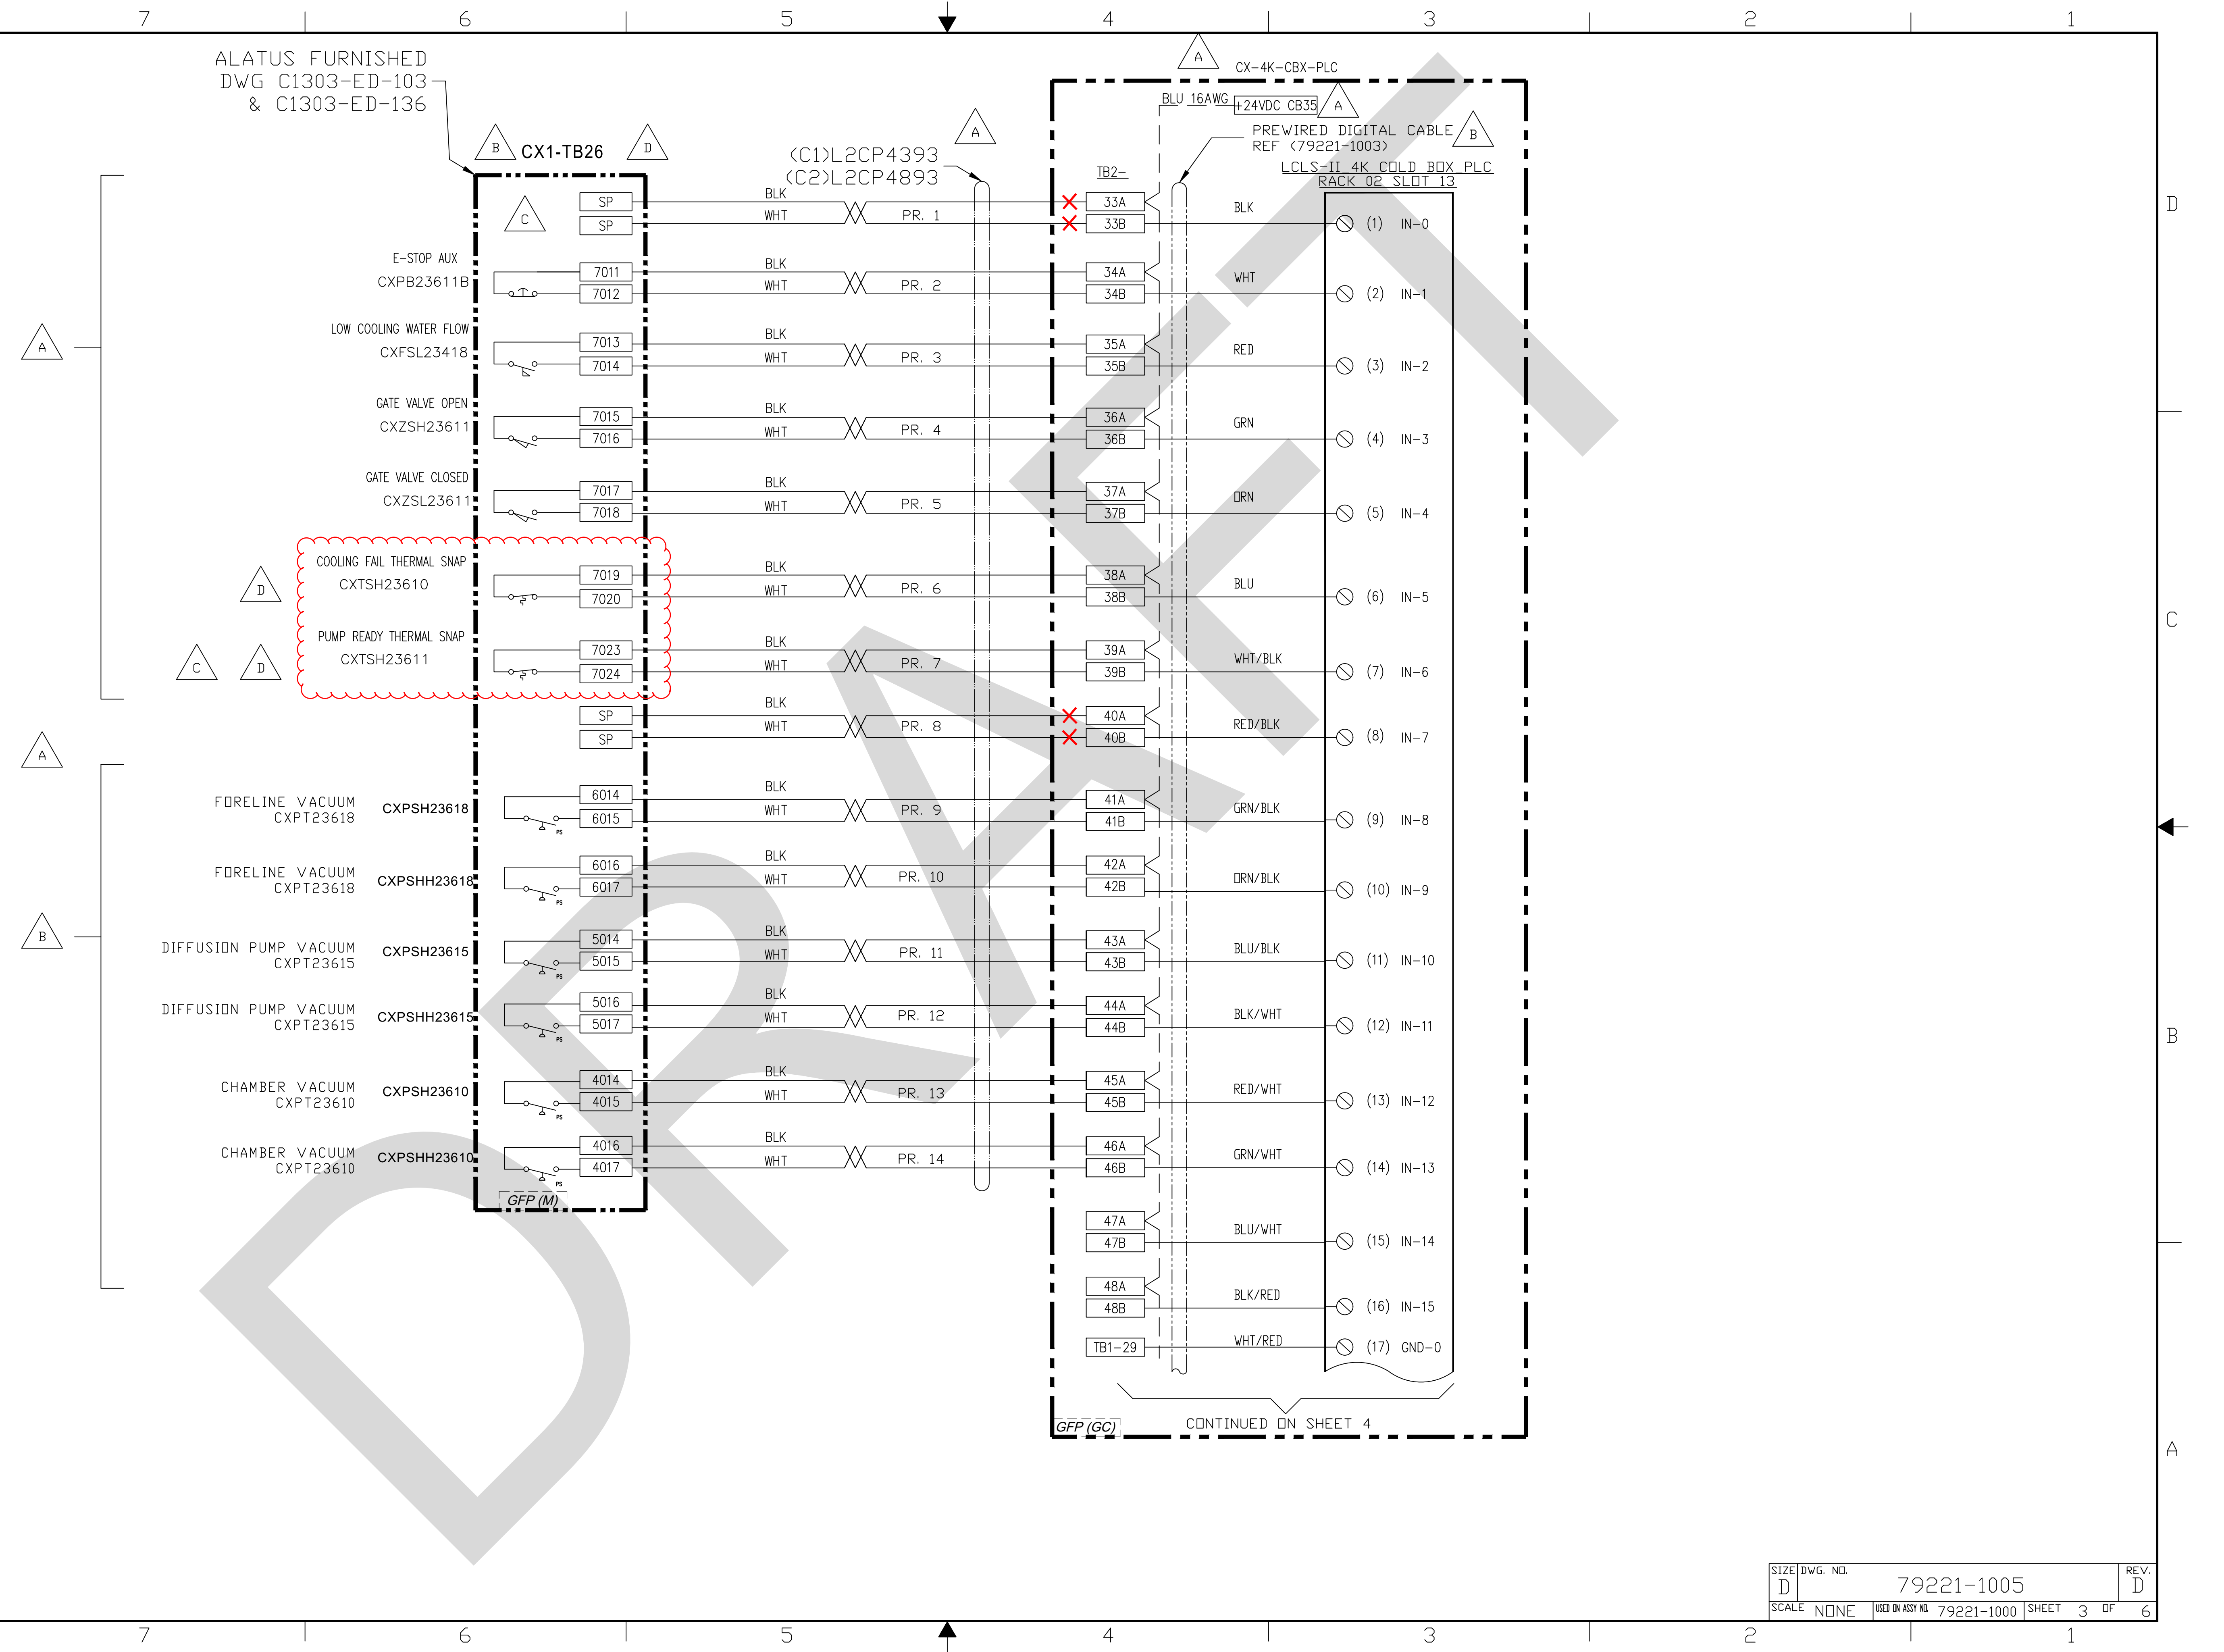 7 6 5 4 3 2 1
ALATUS FURNISHED
DWG C1303-ED-103
& C1303-ED-136
A
CX-4K-CBX-PLC
BLU 16AWG
+24VDC CB35
A
PREWIRED DIGITAL CABLE
REF (79221-1003)
B
B
CX1-TB26
D
A
(C1)L2CP4393
(C2)L2CP4893
TB2-
LCLS-II 4K COLD BOX PLC
RACK 02 SLOT 13
D
C
SP BLK 33A
SP WHT PR. 1 33B BLK (1) IN-0
E-STOP AUX
CXPB23611B
7011 BLK 34A
7012 WHT PR. 2 34B WHT (2) IN-1
A
LOW COOLING WATER FLOW
CXFSL23418
7013 BLK 35A
7014 WHT PR. 3 35B RED (3) IN-2
GATE VALVE OPEN
CXZSH23611
7015 BLK 36A
7016 WHT PR. 4 36B GRN (4) IN-3
GATE VALVE CLOSED
CXZSL23611
7017 BLK 37A
7018 WHT PR. 5 37B ORN (5) IN-4
D
COOLING FAIL THERMAL SNAP
CXTSH23610
7019 BLK 38A
7020 WHT PR. 6 38B BLU (6) IN-5
C
C D
PUMP READY THERMAL SNAP
CXTSH23611
7023 BLK 39A
7024 WHT PR. 7 39B WHT/BLK (7) IN-6
A
SP BLK 40A
SP WHT PR. 8 40B RED/BLK (8) IN-7
FORELINE VACUUM
CXPT23618
CXPSH23618
PS
6014 BLK 41A
6015 WHT PR. 9 41B GRN/BLK (9) IN-8
FORELINE VACUUM
CXPT23618
CXPSHH23618
PS
6016 BLK 42A
6017 WHT PR. 10 42B ORN/BLK (10) IN-9
B
DIFFUSION PUMP VACUUM
CXPT23615
CXPSH23615
PS
5014 BLK 43A
5015 WHT PR. 11 43B BLU/BLK (11) IN-10
DIFFUSION PUMP VACUUM
CXPT23615
CXPSHH23615
PS
5016 BLK 44A
5017 WHT PR. 12 44B BLK/WHT (12) IN-11
B
CHAMBER VACUUM
CXPT23610
CXPSH23610
PS
4014 BLK 45A
4015 WHT PR. 13 45B RED/WHT (13) IN-12
CHAMBER VACUUM
CXPT23610
CXPSHH23610
PS
4016 BLK 46A
4017 WHT PR. 14 46B GRN/WHT (14) IN-13
GFP (M)
47A
47B BLU/WHT (15) IN-14
48A
48B BLK/RED (16) IN-15
TB1-29 WHT/RED (17) GND-0
GFP (GC)
CONTINUED ON SHEET 4
A
DRAFT
SIZE D DWG. NO. 79221-1005 REV. D
SCALE NONE USED ON ASSY NO. 79221-1000 SHEET 3 OF 6
7 6 5 4 3 2 1